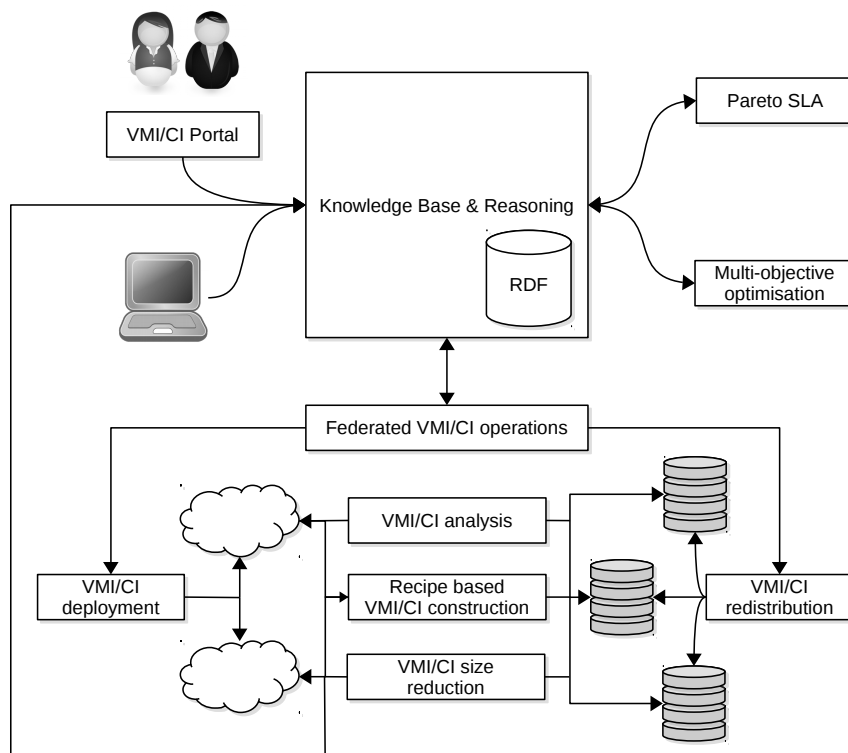 VMI/CI Portal
Pareto SLA
Knowledge Base & Reasoning
RDF
Multi-objective
optimisation
Federated VMI/CI operations
VMI/CI analysis
VMI/CI
deployment
Recipe based
VMI/CI construction
VMI/CI
redistribution
VMI/CI size
reduction